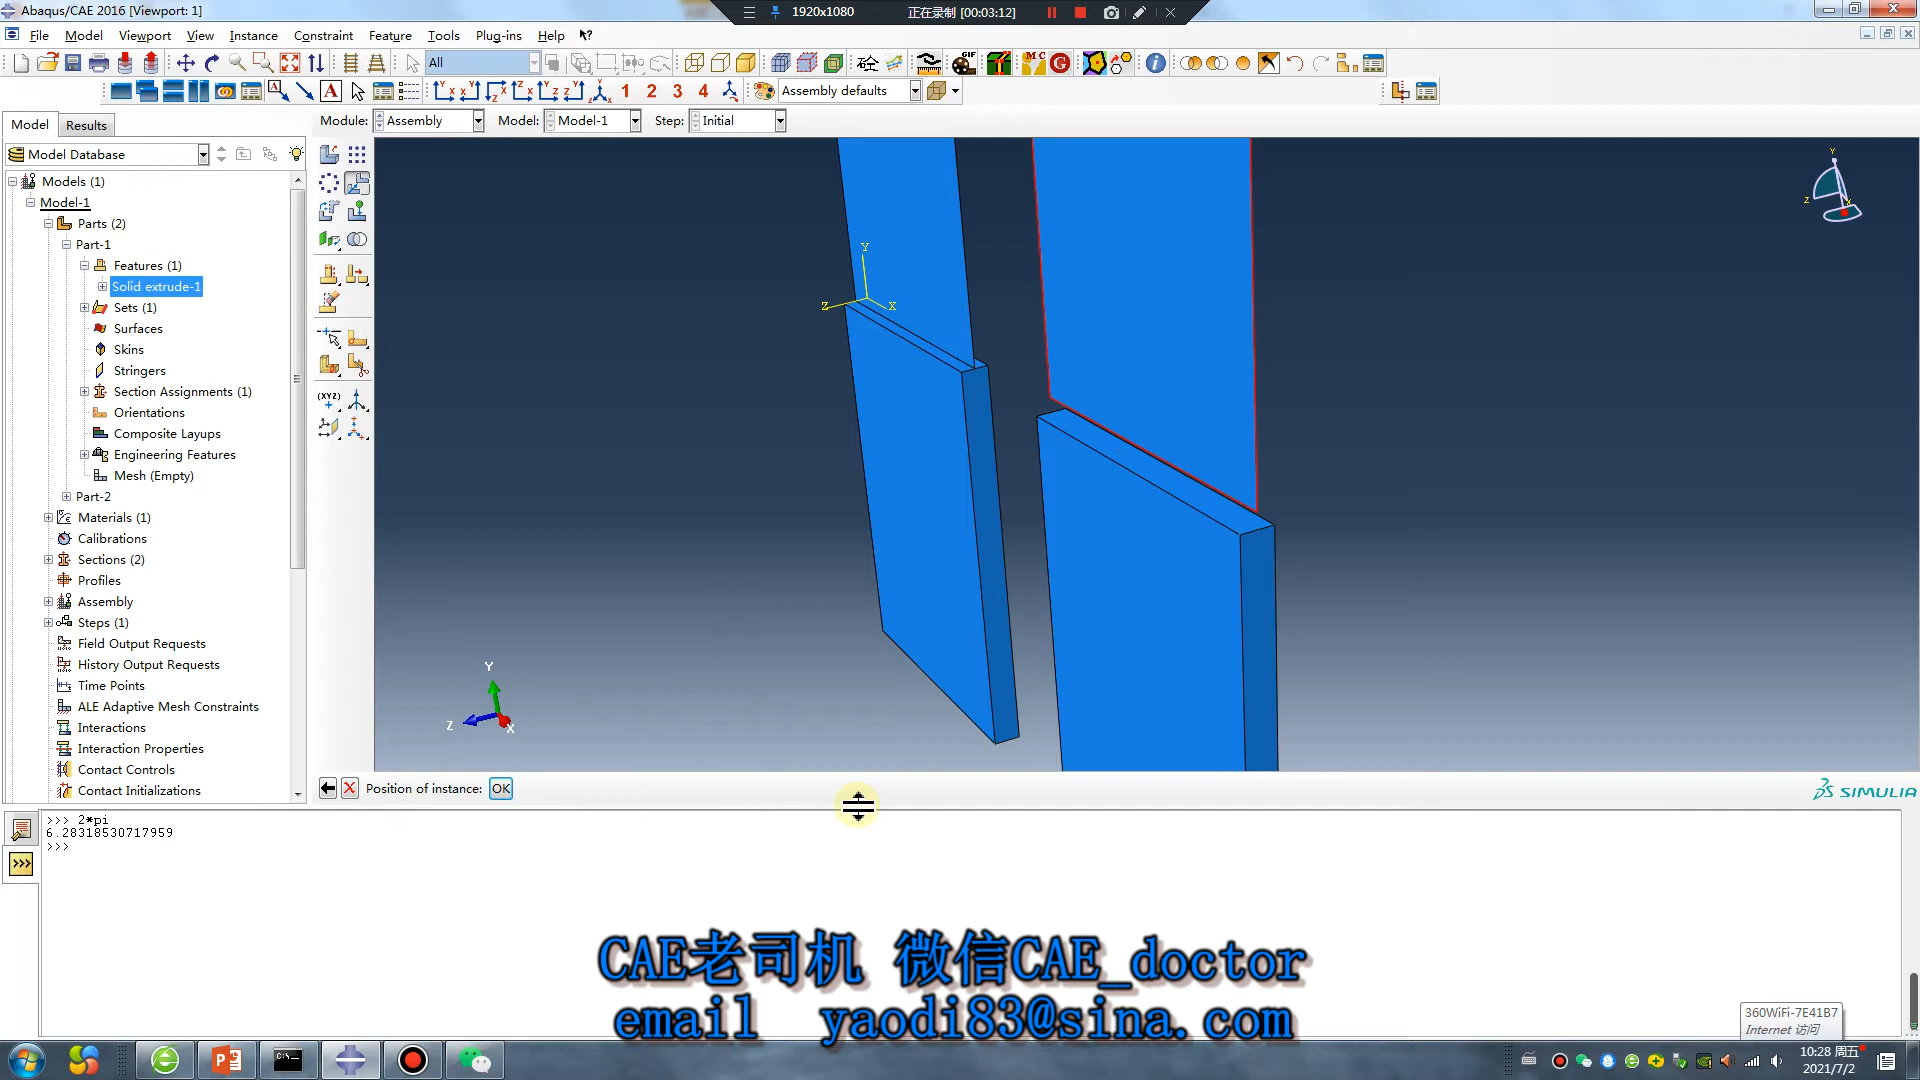 Abaqus/CAE 2016 [Viewport: 1]
1920x1080
正在录制 [00:03:12]
File
Model
Viewport
View
Instance
Constraint
Feature
Tools
Plug-ins
Help
All
GIF
M C
G
砼
A
1
2
3
4
Assembly defaults
Model
Results
Module:
Assembly
Model:
Model-1
Step:
Initial
Model Database
Models (1)
Model-1
Parts (2)
Part-1
Features (1)
Solid extrude-1
Sets (1)
Surfaces
Skins
Stringers
Section Assignments (1)
Orientations
Composite Layups
Engineering Features
Mesh (Empty)
Part-2
Materials (1)
Calibrations
Sections (2)
Profiles
Assembly
Steps (1)
Field Output Requests
History Output Requests
Time Points
ALE Adaptive Mesh Constraints
Interactions
Interaction Properties
Contact Controls
Contact Initializations
(XYZ)
Y
Z
X
Y
Z
X
Y
Z
Position of instance:
OK
SIMULIA
>>> 2*pi
6.28318530717959
>>>
CAE老司机 微信CAE_doctor
email yaodi83@sina.com
360WiFi-7E41B7
Internet 访问
10:28 周五
2021/7/2